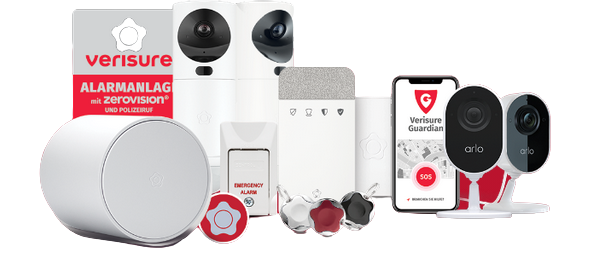 verisure
ALARMANLAG
mit zerovision®
UND POLIZEIRUF
EMERGENCY
ALARM
G
Verisure
Guardian
SOS
arlo
arlo